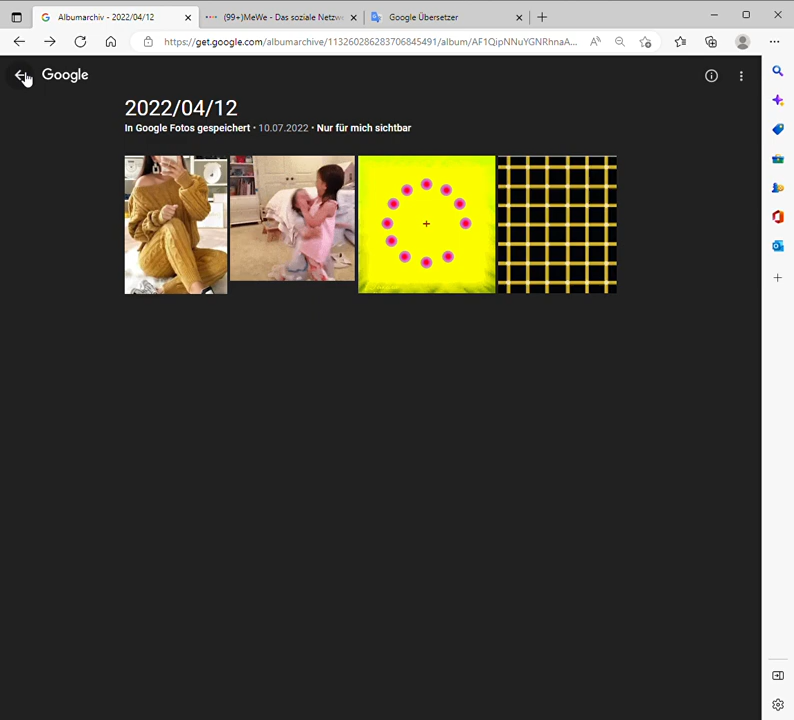 Albumarchiv - 2022/04/12
(99+)MeWe - Das soziale Netzwe
Google Übersetzer
https://get.google.com/albumarchive/113260286283706845491/album/AF1QipNNuYGNRhnaA...
Google
2022/04/12
In Google Fotos gespeichert · 10.07.2022 · Nur für mich sichtbar